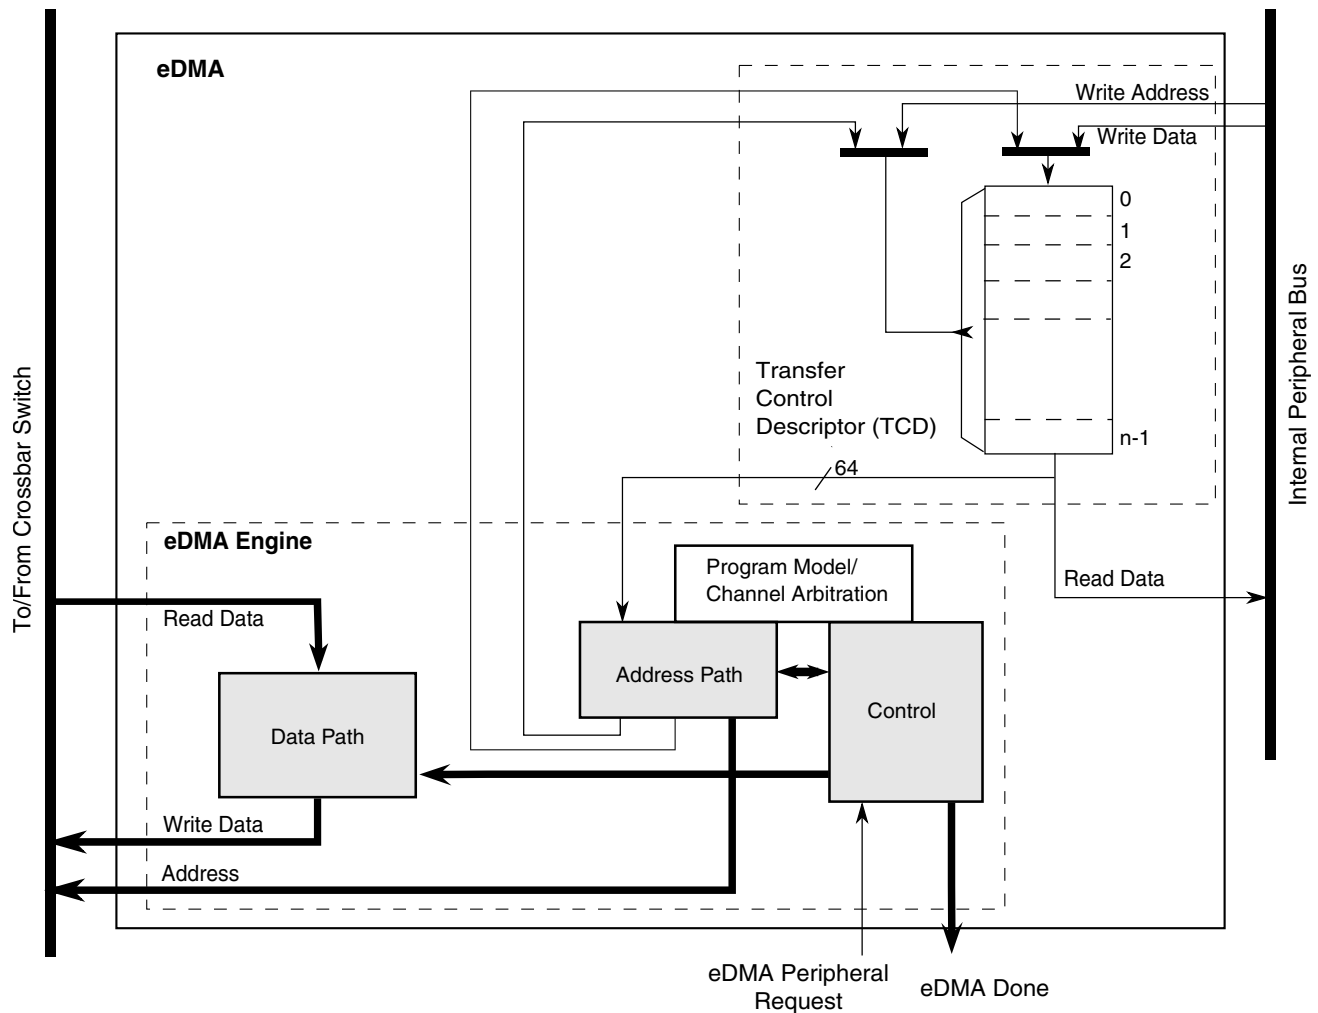 eDMA
Write Address
Write Data
0
1
2
n-1
Transfer
Control
Descriptor (TCD)
64
Internal Peripheral Bus
To/From Crossbar Switch
eDMA Engine
Program Model/
Channel Arbitration
Read Data
Read Data
Address Path
Control
Data Path
Write Data
Address
eDMA Peripheral
Request
eDMA Done